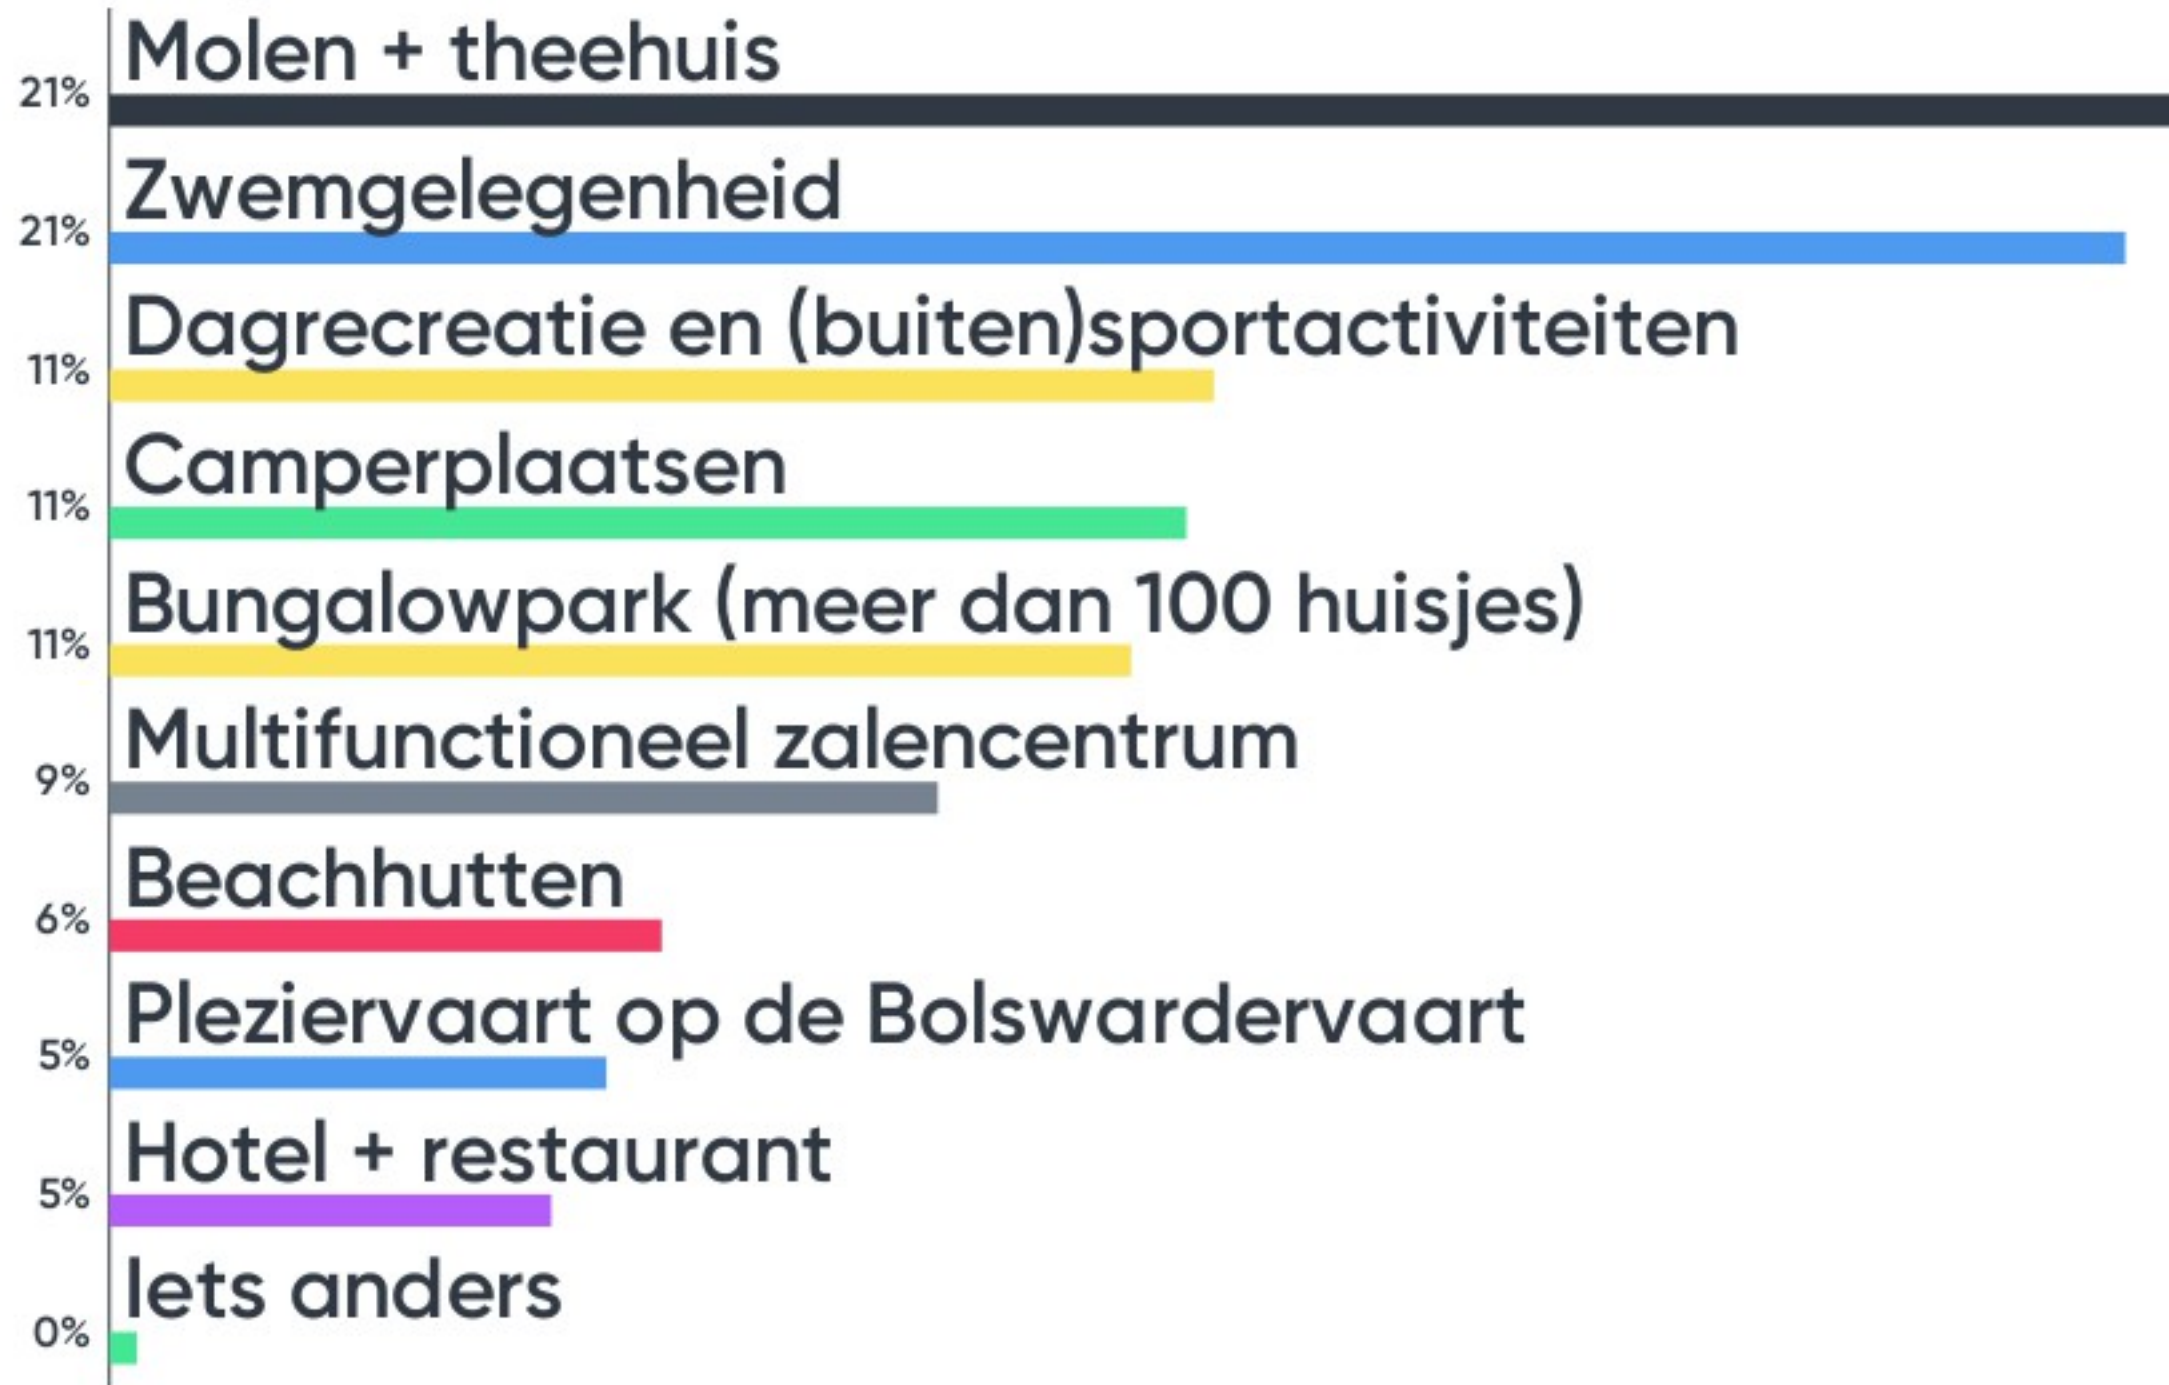 Molen + theehuis
21%
Zwemgelegenheid
21%
Dagrecreatie en (buiten)sportactiviteiten
11%
Camperplaatsen
11%
Bungalowpark (meer dan 100 huisjes)
11%
Multifunctioneel zalencentrum
9%
Beachhutten
6%
Pleziervaart op de Bolswardervaart
5%
Hotel + restaurant
5%
Iets anders
0%